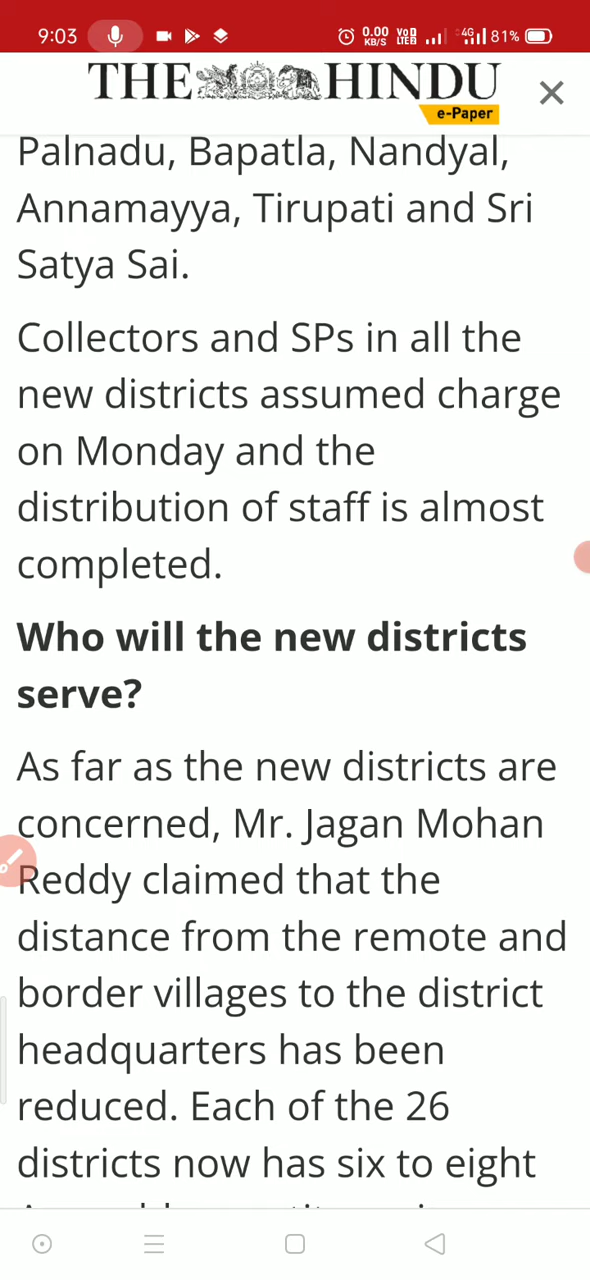 9:03
0.00 KB/S
VoD LTE2
4G
81%
THE HINDU
e-Paper
Palnadu, Bapatla, Nandyal,
Annamayya, Tirupati and Sri
Satya Sai.
Collectors and SPs in all the
new districts assumed charge
on Monday and the
distribution of staff is almost
completed.
Who will the new districts
serve?
As far as the new districts are
concerned, Mr. Jagan Mohan
Reddy claimed that the
distance from the remote and
border villages to the district
headquarters has been
reduced. Each of the 26
districts now has six to eight